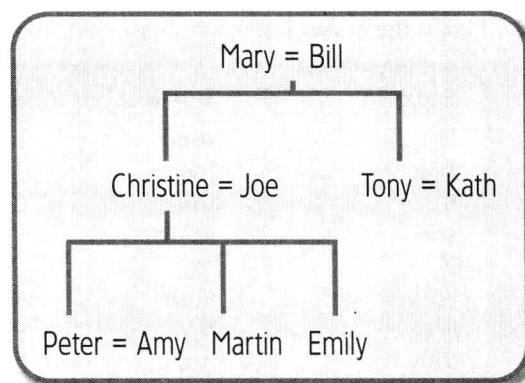 Mary = Bill
Christine = Joe Tony = Kath
Peter = Amy Martin Emily